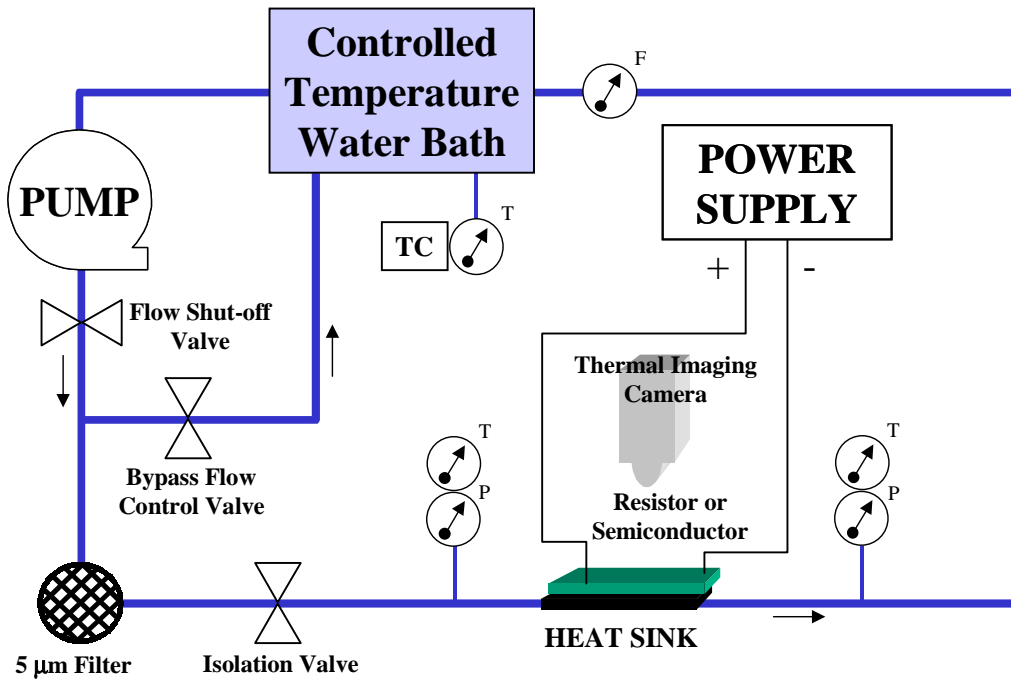 Controlled
Temperature
Water Bath
F
PUMP
POWER
SUPPLY
TC
T
+
-
Flow Shut-off
Valve
Thermal Imaging
Camera
Bypass Flow
Control Valve
T
P
T
P
Resistor or
Semiconductor
5 μm Filter
Isolation Valve
HEAT SINK